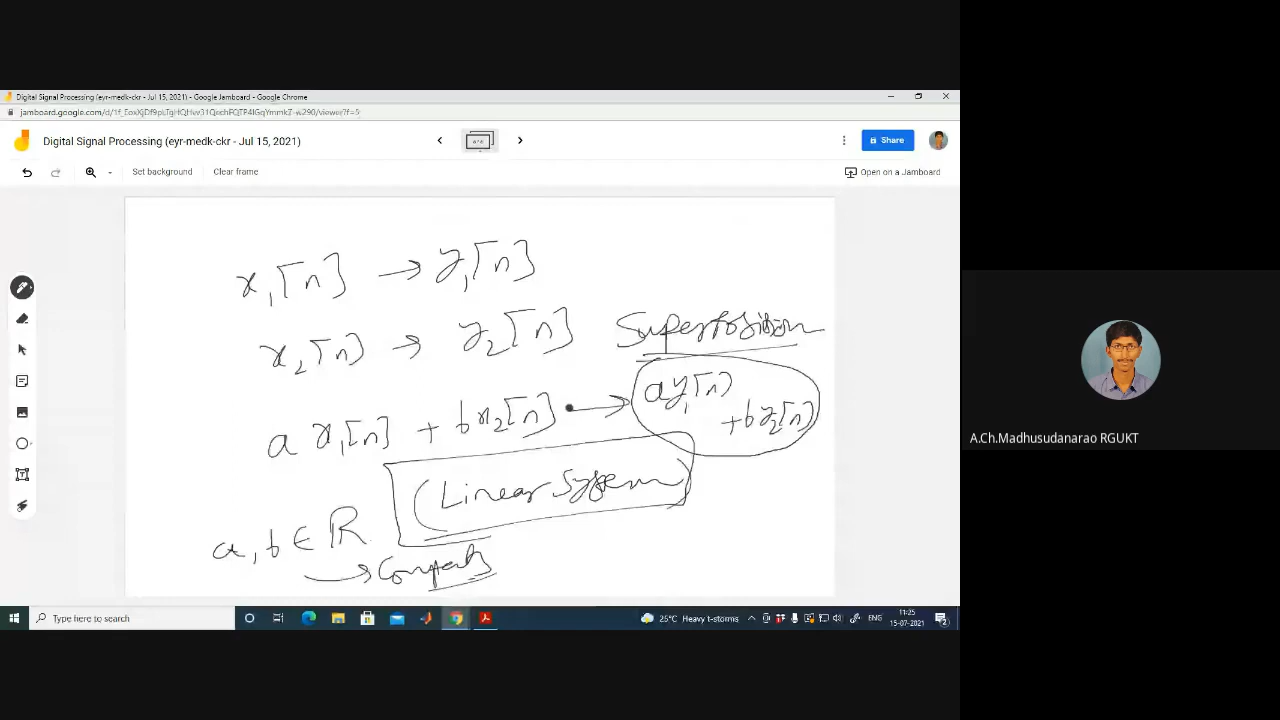 Digital Signal Processing (eyr-medk-ckr - Jul 15, 2021) - Google Jamboard - Google Chrome
Digital Signal Processing (eyr-medk-ckr - Jul 15, 2021)
Share
Set background
Clear frame
Open on a Jamboard
x₁[n] → y₁[n]
x₂[n] → y₂[n]
Superposition
a x₁[n] + b x₂[n] → a y₁[n]
+ b y₂[n]
(Linear System)
a, b ∈ ℝ
→
A.Ch.Madhusudanarao RGUKT
Type here to search
25°C Heavy t-storms
ENG
11:25
15-07-2021
2